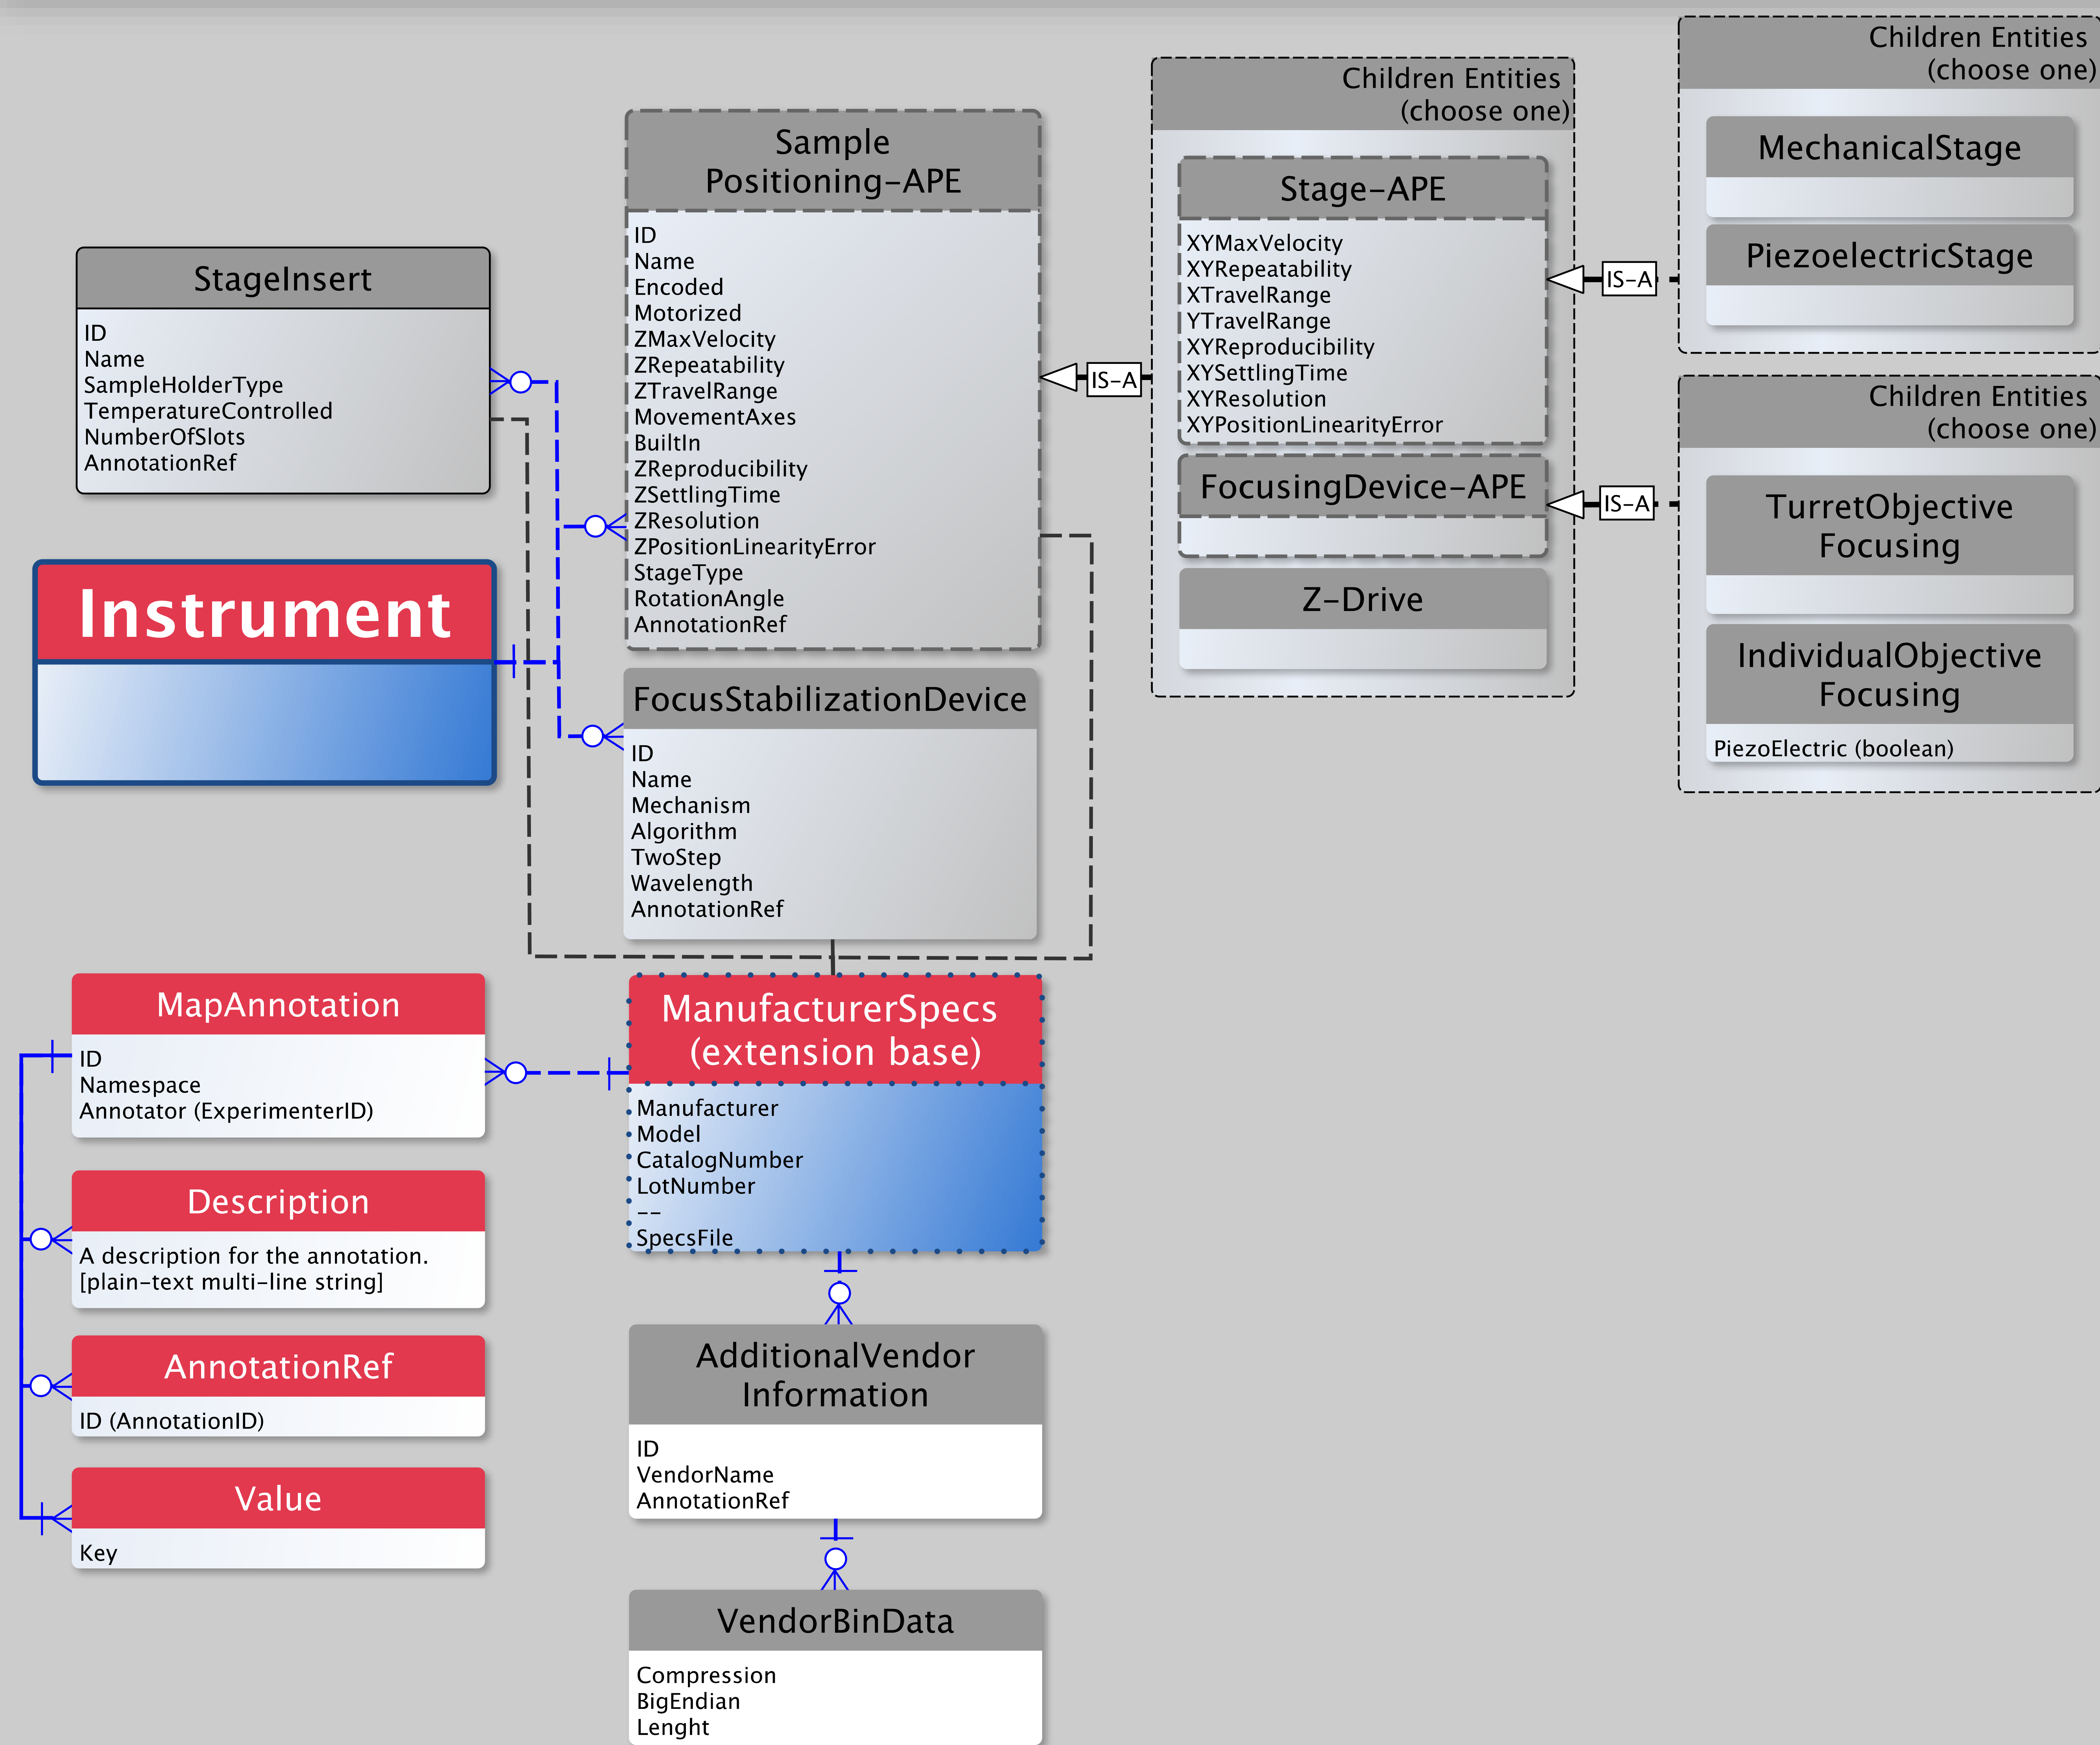 StageInsert
ID
Name
SampleHolderType
TemperatureControlled
NumberOfSlots
AnnotationRef
Instrument
Sample
Positioning-APE
ID
Name
Encoded
Motorized
ZMaxVelocity
ZRepeatability
ZTravelRange
MovementAxes
BuiltIn
ZReproducibility
ZSettlingTime
ZResolution
ZPositionLinearityError
StageType
RotationAngle
AnnotationRef
FocusStabilizationDevice
ID
Name
Mechanism
Algorithm
TwoStep
Wavelength
AnnotationRef
IS-A
Children Entities
(choose one)
Stage-APE
XYMaxVelocity
XYRepeatability
XTravelRange
YTravelRange
XYReproducibility
XYSettlingTime
XYResolution
XYPositionLinearityError
FocusingDevice-APE
Z-Drive
IS-A
IS-A
Children Entities
(choose one)
MechanicalStage
PiezoelectricStage
Children Entities
(choose one)
TurretObjective
Focusing
IndividualObjective
Focusing
PiezoElectric (boolean)
MapAnnotation
ID
Namespace
Annotator (ExperimenterID)
Description
A description for the annotation.
[plain-text multi-line string]
AnnotationRef
ID (AnnotationID)
Value
Key
ManufacturerSpecs
(extension base)
Manufacturer
Model
CatalogNumber
LotNumber
--
SpecsFile
AdditionalVendor
Information
ID
VendorName
AnnotationRef
VendorBinData
Compression
BigEndian
Lenght